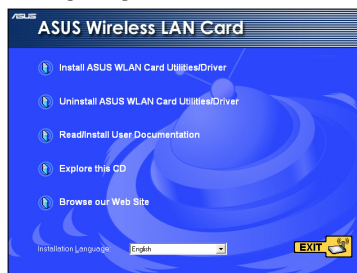 ASUS
ASUS Wireless LAN Card
Install ASUS WLAN Card Utilities/Driver
Uninstall ASUS WLAN Card Utilities/Driver
Read/Install User Documentation
Explore this CD
Browse our Web Site
Installation Language: English
EXIT